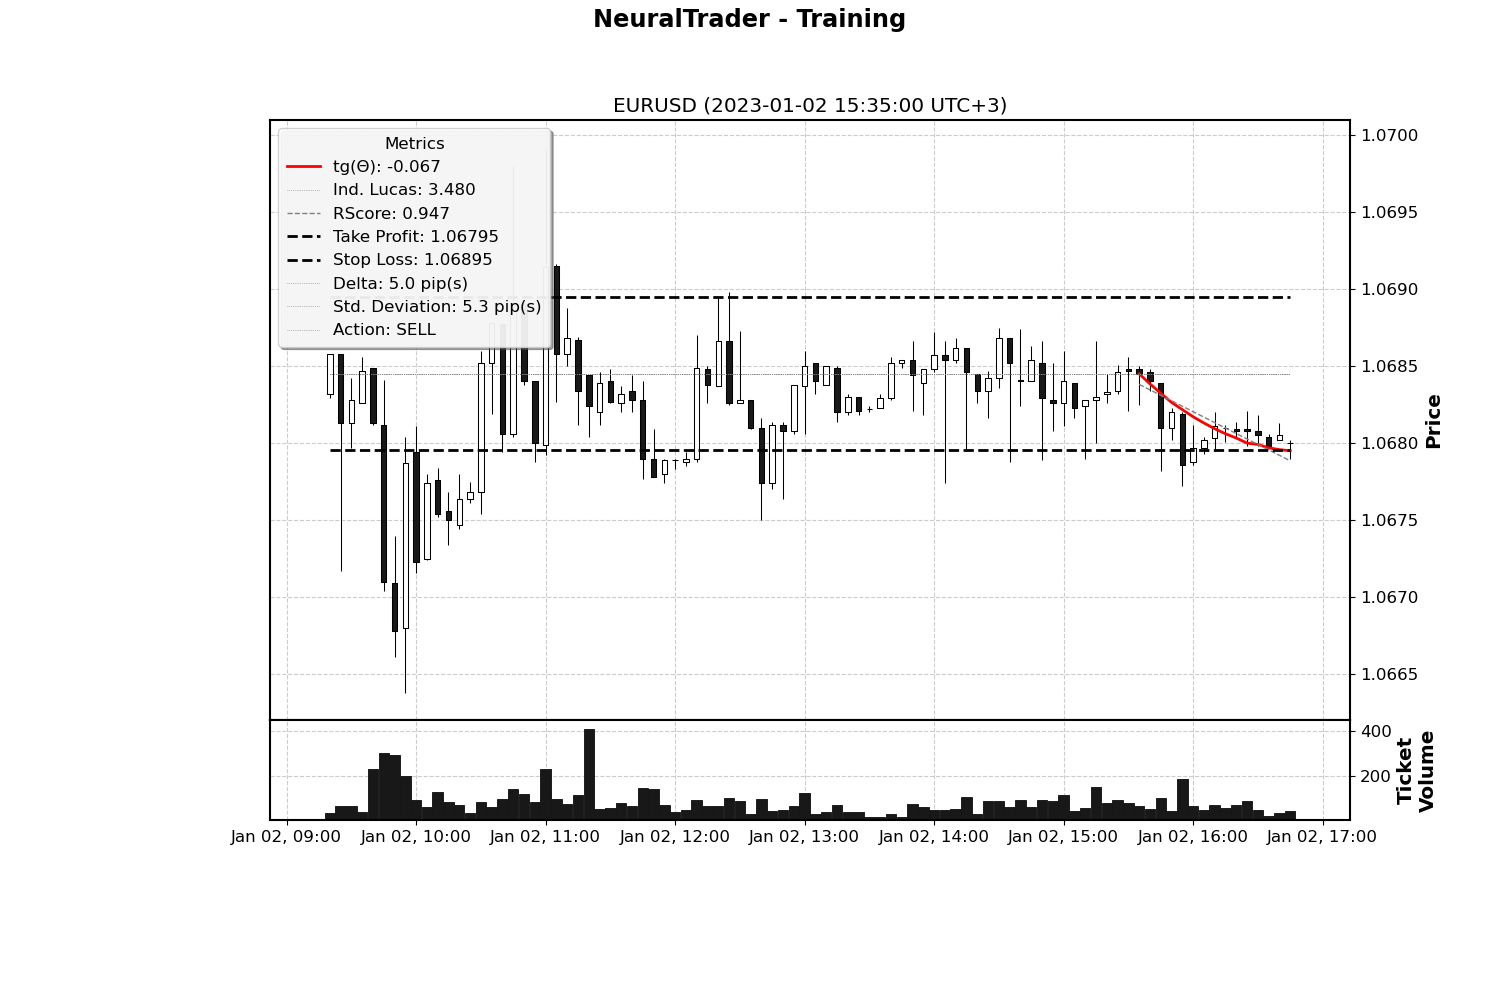 NeuralTrader - Training
EURUSD (2023-01-02 15:35:00 UTC+3)
Metrics
tg(Θ): -0.067
Ind. Lucas: 3.480
RScore: 0.947
Take Profit: 1.06795
Stop Loss: 1.06895
Delta: 5.0 pip(s)
Std. Deviation: 5.3 pip(s)
Action: SELL
1.0700
1.0695
1.0690
1.0685
1.0680
1.0675
1.0670
1.0665
Price
400
200
Ticket
Volume
Jan 02, 09:00
Jan 02, 10:00
Jan 02, 11:00
Jan 02, 12:00
Jan 02, 13:00
Jan 02, 14:00
Jan 02, 15:00
Jan 02, 16:00
Jan 02, 17:00